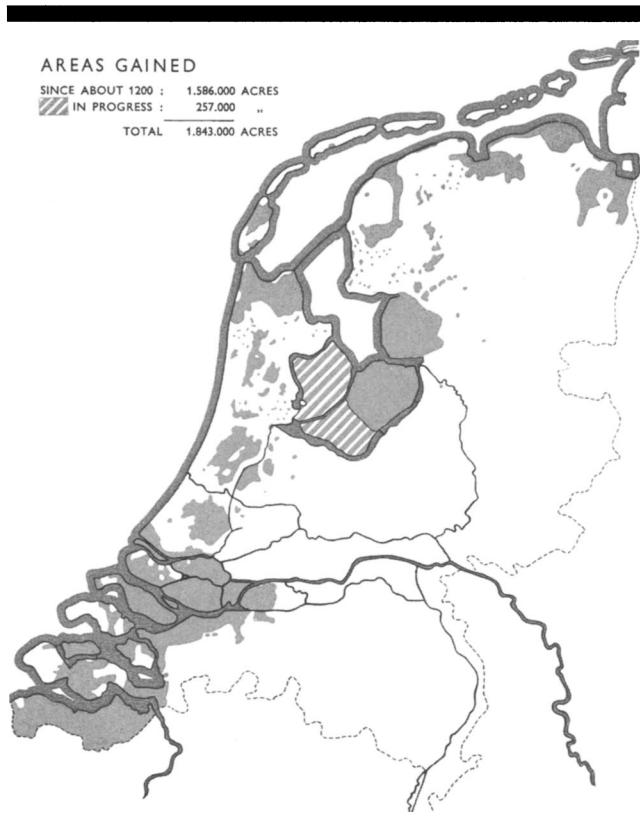 AREAS GAINED
SINCE ABOUT 1200 : 1.586.000 ACRES
IN PROGRESS : 257.000 "
TOTAL 1.843.000 ACRES